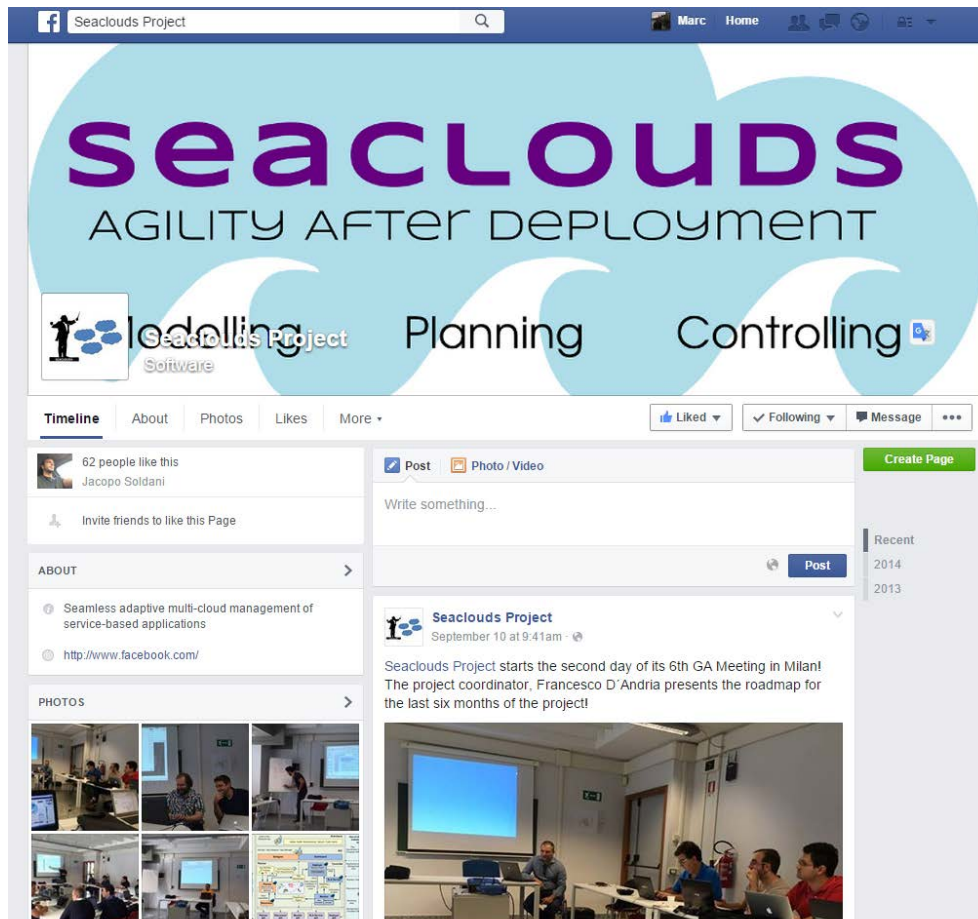 Seaclouds Project
Marc Home
seaclouds
AGILITY AFTER DEPLOYMENT
Modelling Planning Controlling
Seaclouds Project
Software
Timeline About Photos Likes More
Liked Following Message
62 people like this
Jacopo Soldani
Invite friends to like this Page
ABOUT
Seamless adaptive multi-cloud management of
service-based applications
http://www.facebook.com/
PHOTOS
Post Photo / Video
Write something...
Post
Seaclouds Project
September 10 at 9:41am ·
Seaclouds Project starts the second day of its 6th GA Meeting in Milan!
The project coordinator, Francesco D´Andria presents the roadmap for
the last six months of the project!
Create Page
Recent
2014
2013